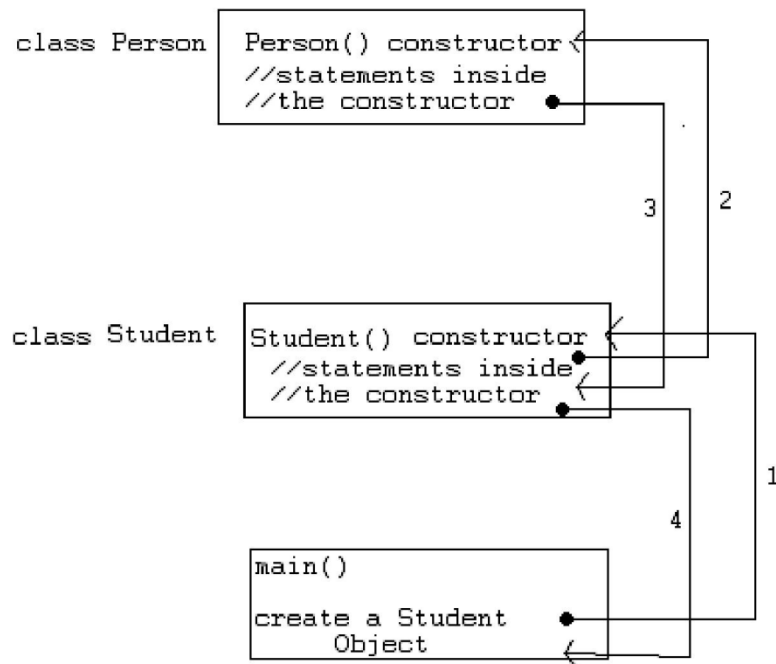 class Person
Person() constructor
//statements inside
//the constructor
2
3
class Student
Student() constructor
//statements inside
//the constructor
1
4
main()
create a Student
Object